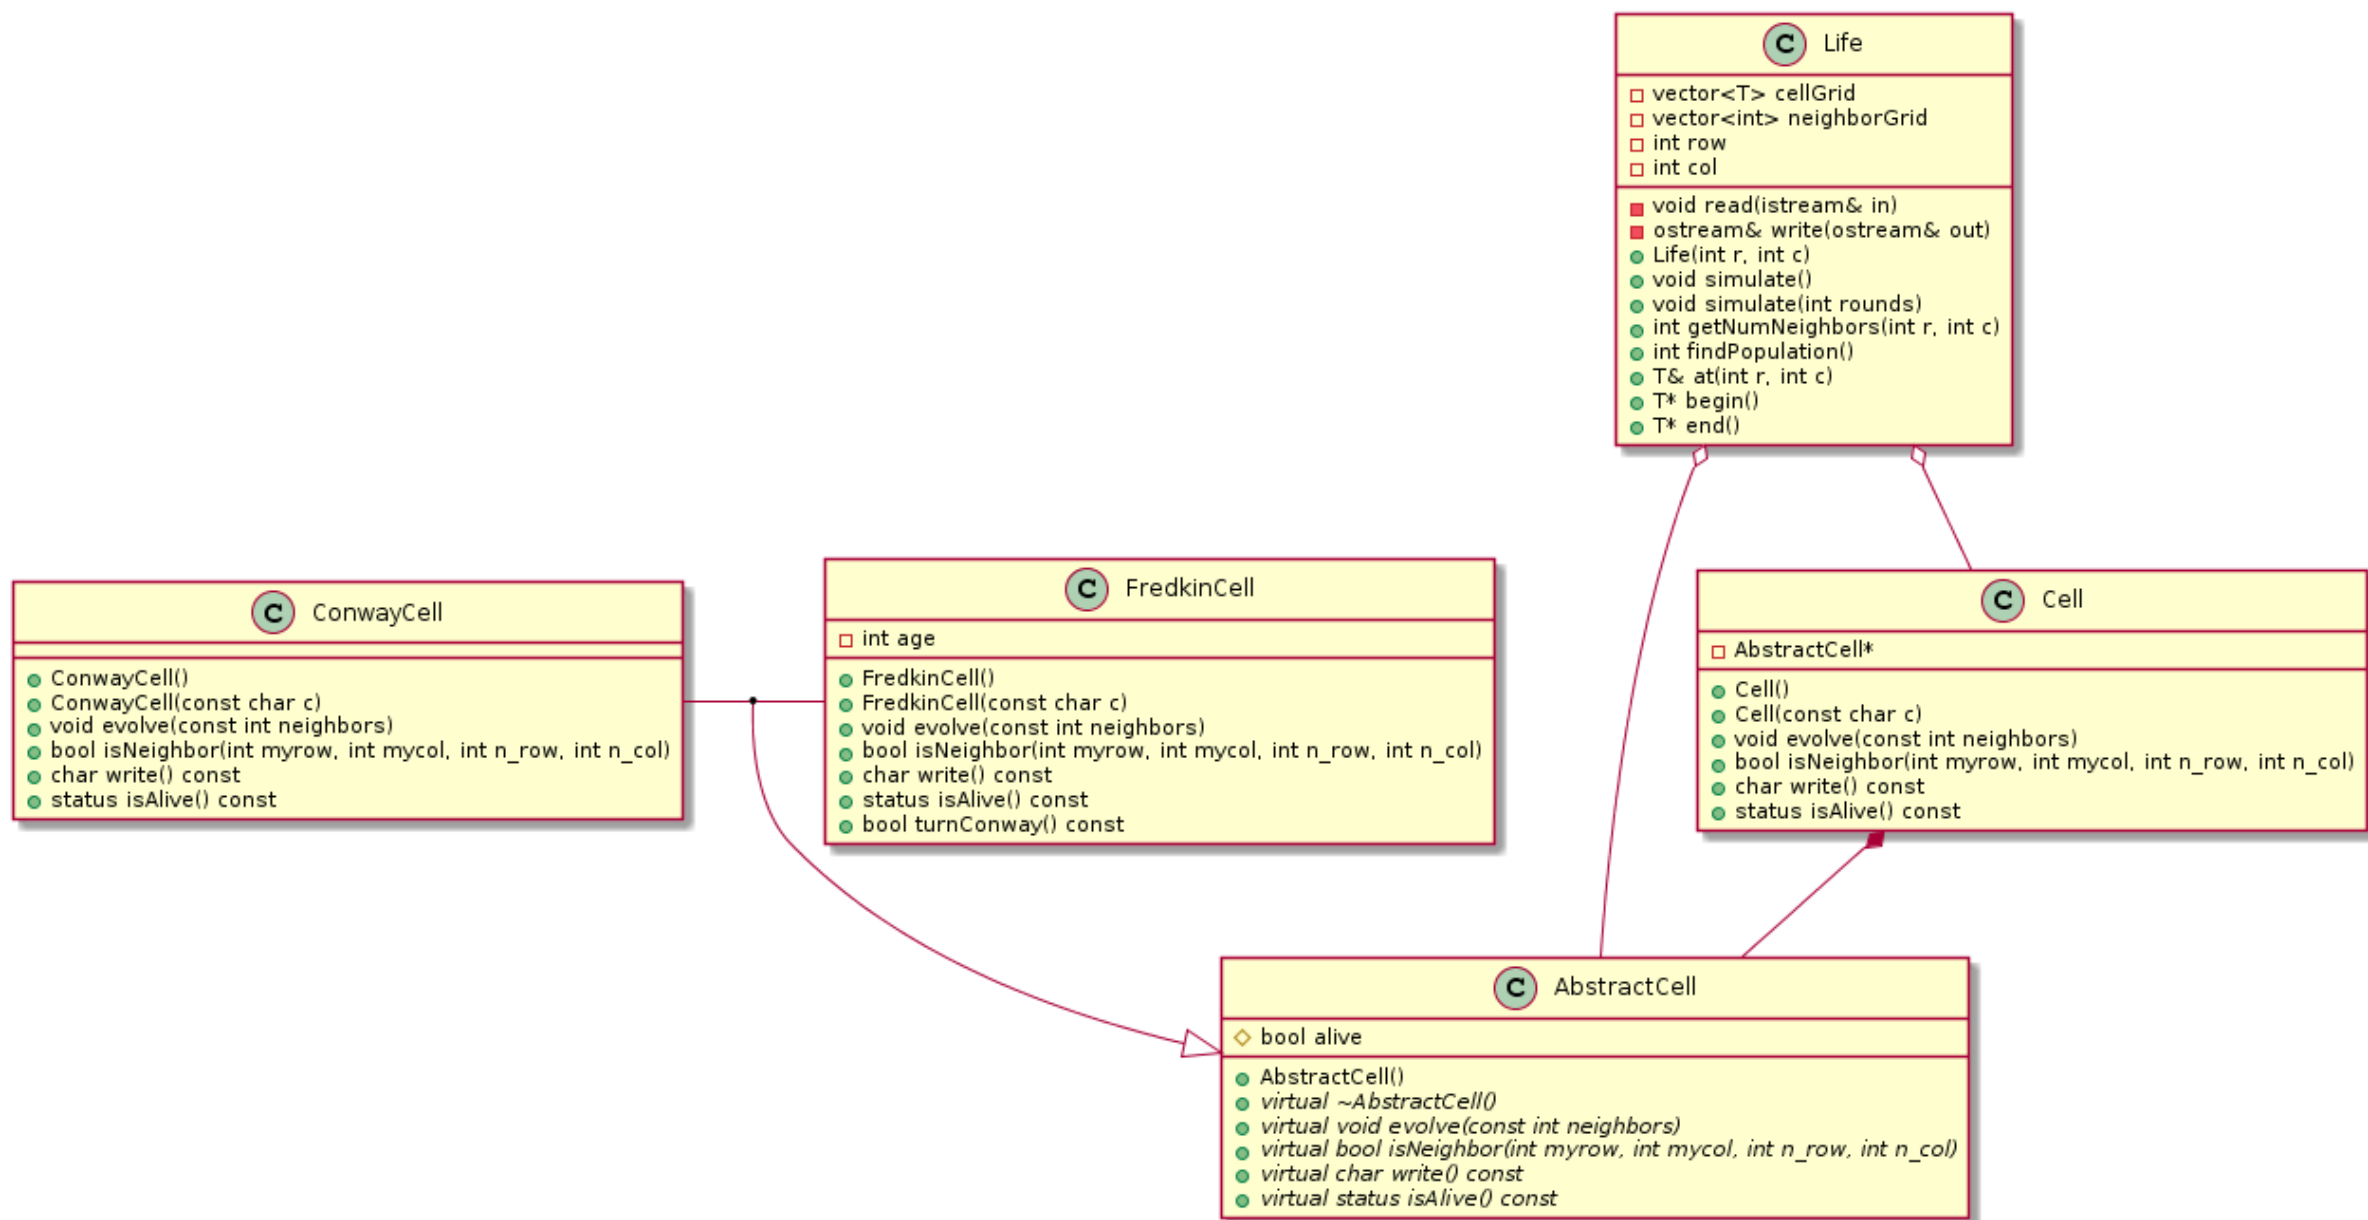 C Life
vector<T> cellGrid
vector<int> neighborGrid
int row
int col
void read(istream& in)
ostream& write(ostream& out)
Life(int r, int c)
void simulate()
void simulate(int rounds)
int getNumNeighbors(int r, int c)
int findPopulation()
T& at(int r, int c)
T* begin()
T* end()
C ConwayCell
ConwayCell()
ConwayCell(const char c)
void evolve(const int neighbors)
bool isNeighbor(int myrow, int mycol, int n_row, int n_col)
char write() const
status isAlive() const
C FredkinCell
int age
FredkinCell()
FredkinCell(const char c)
void evolve(const int neighbors)
bool isNeighbor(int myrow, int mycol, int n_row, int n_col)
char write() const
status isAlive() const
bool turnConway() const
C Cell
AbstractCell*
Cell()
Cell(const char c)
void evolve(const int neighbors)
bool isNeighbor(int myrow, int mycol, int n_row, int n_col)
char write() const
status isAlive() const
C AbstractCell
bool alive
AbstractCell()
virtual ~AbstractCell()
virtual void evolve(const int neighbors)
virtual bool isNeighbor(int myrow, int mycol, int n_row, int n_col)
virtual char write() const
virtual status isAlive() const